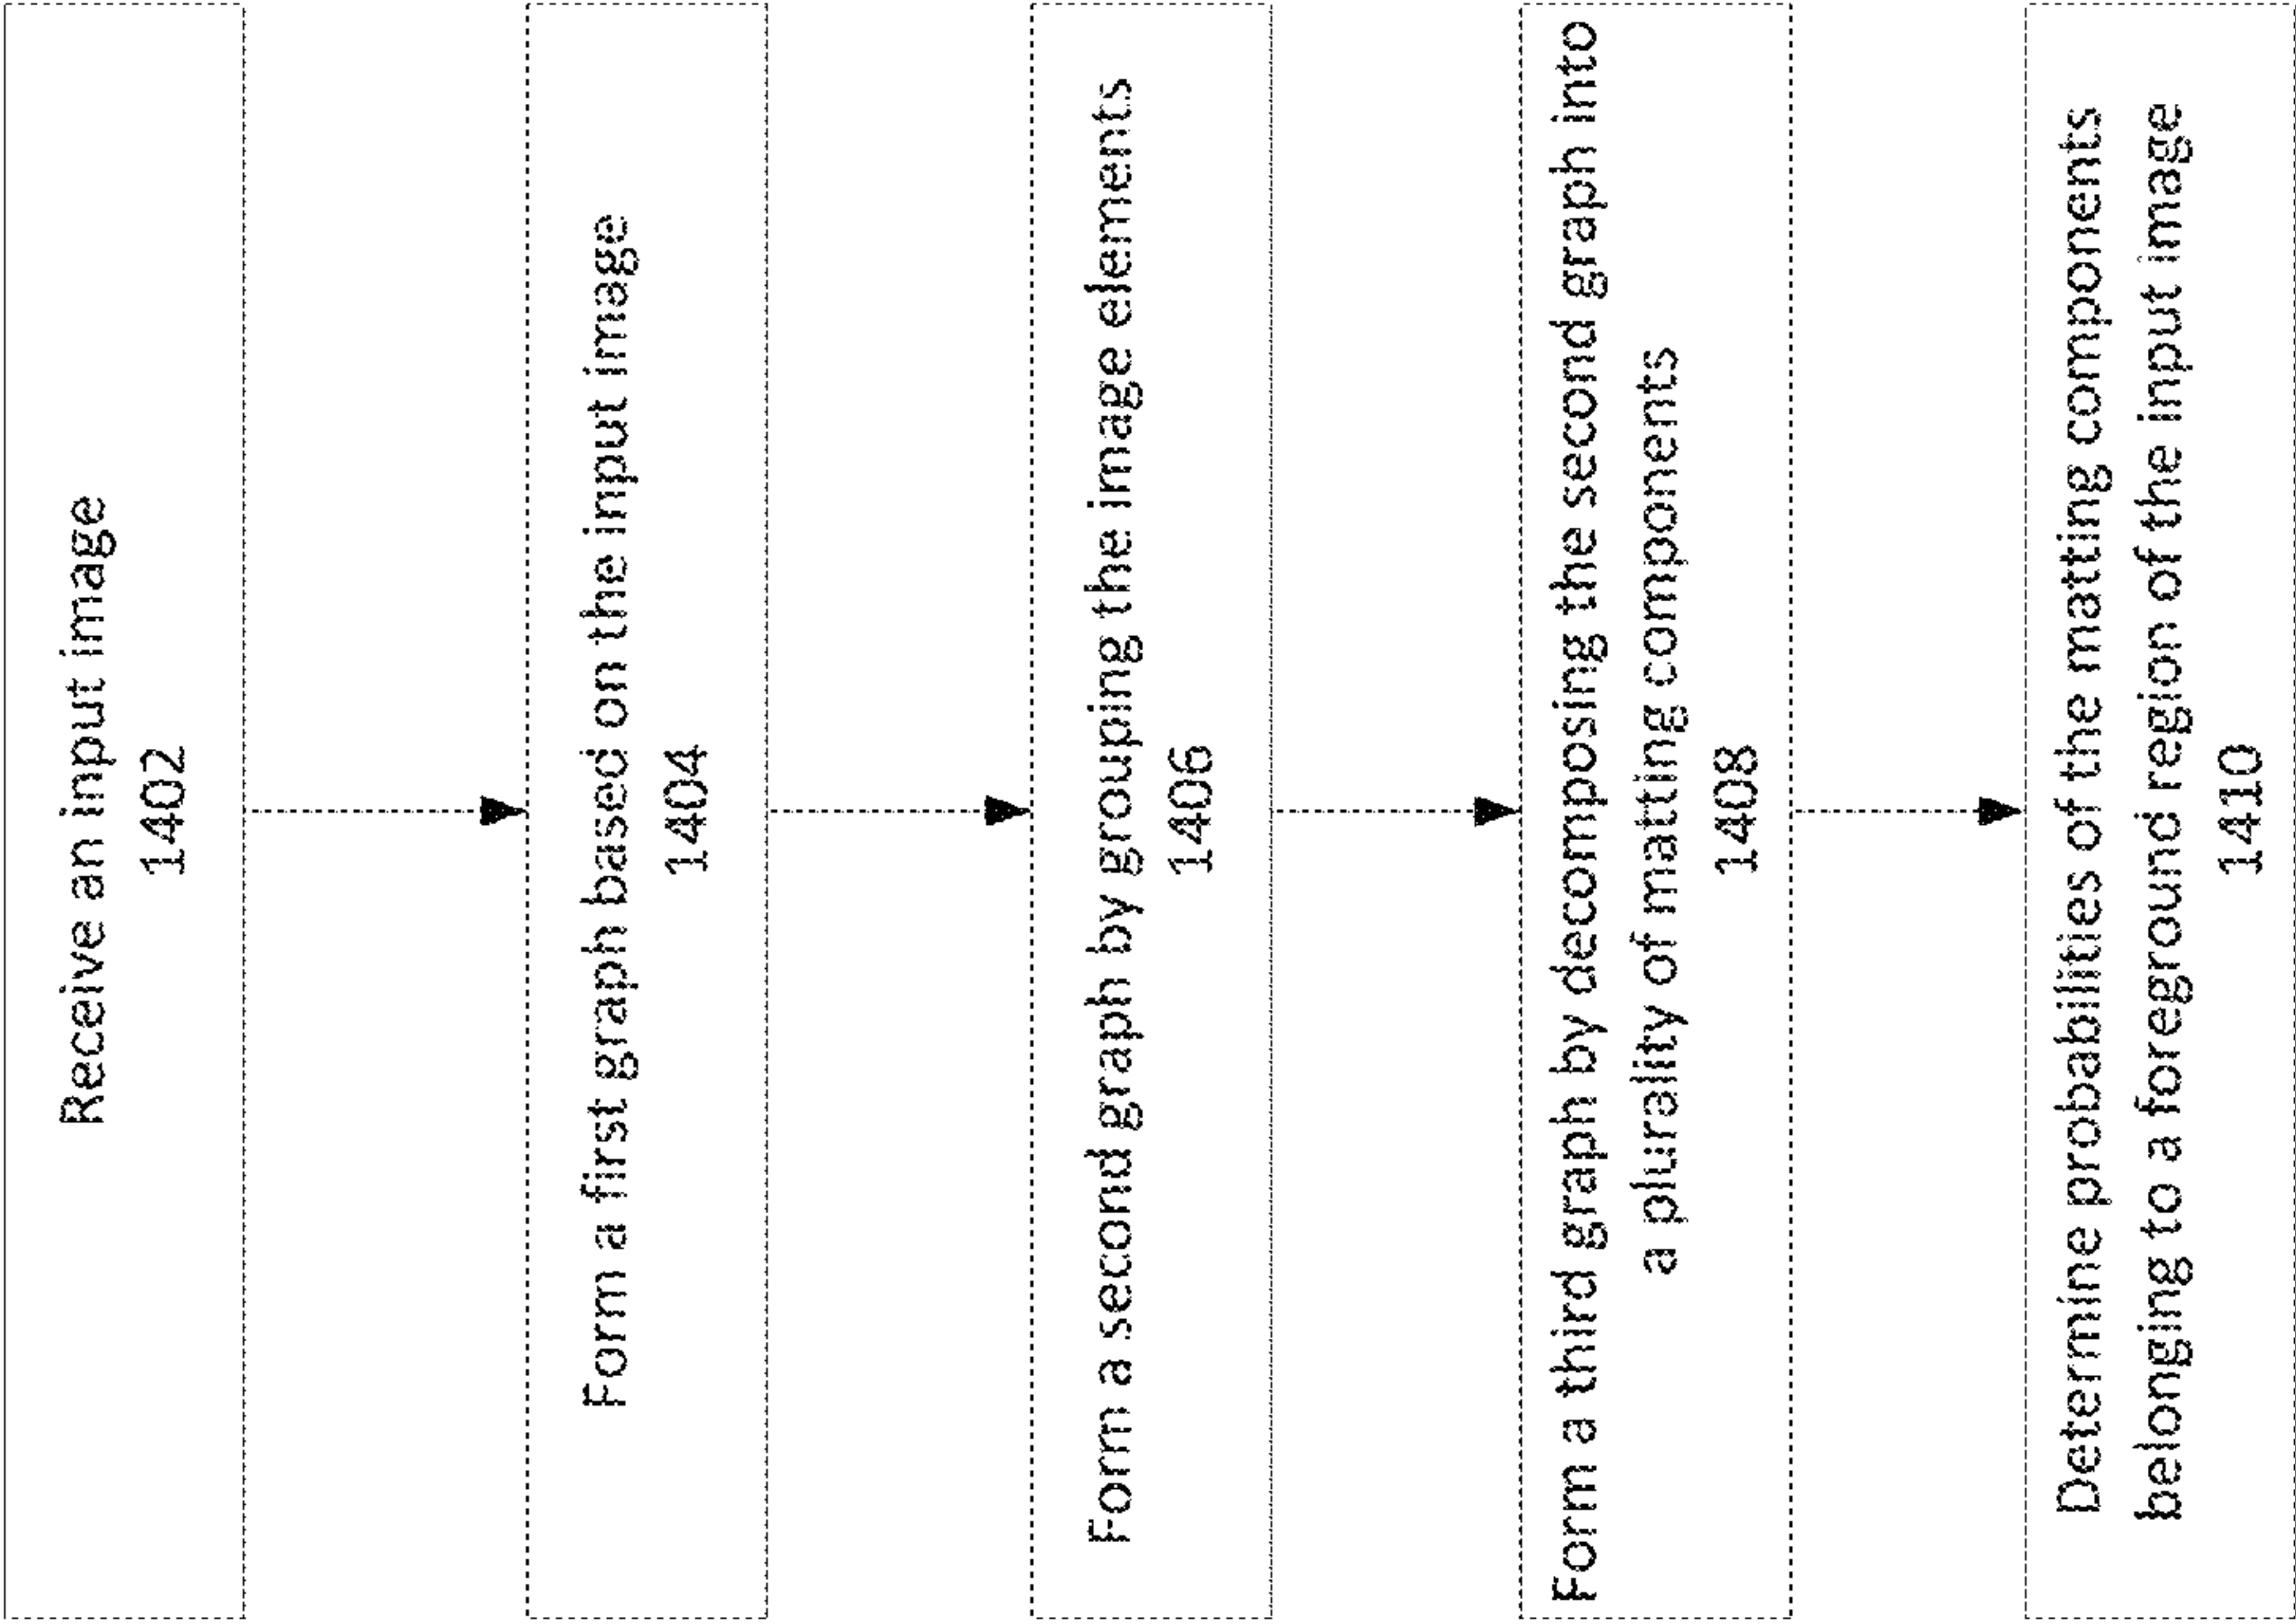 Receive an input image
1402
Form a first graph based on the input image
1404
Form a second graph by grouping the image elements
1406
Form a third graph by decomposing the second graph into
a plurality of matting components
1408
Determine probabilities of the matting components
belonging to a foreground region of the input image
1410